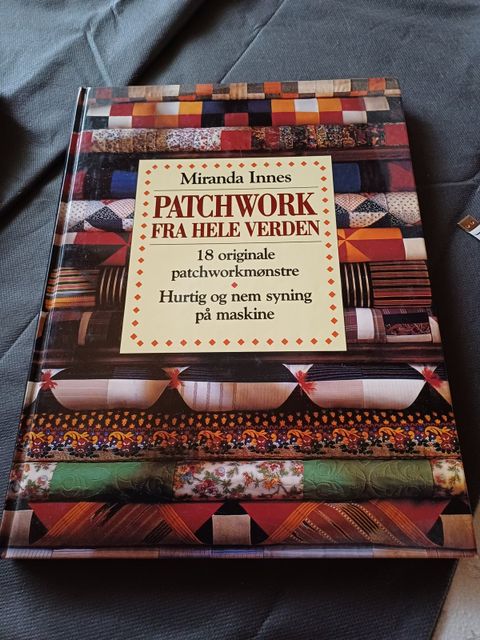 Miranda Innes
PATCHWORK
FRA HELE VERDEN
18 originale
patchworkmønstre
Hurtig og nem syning
på maskine